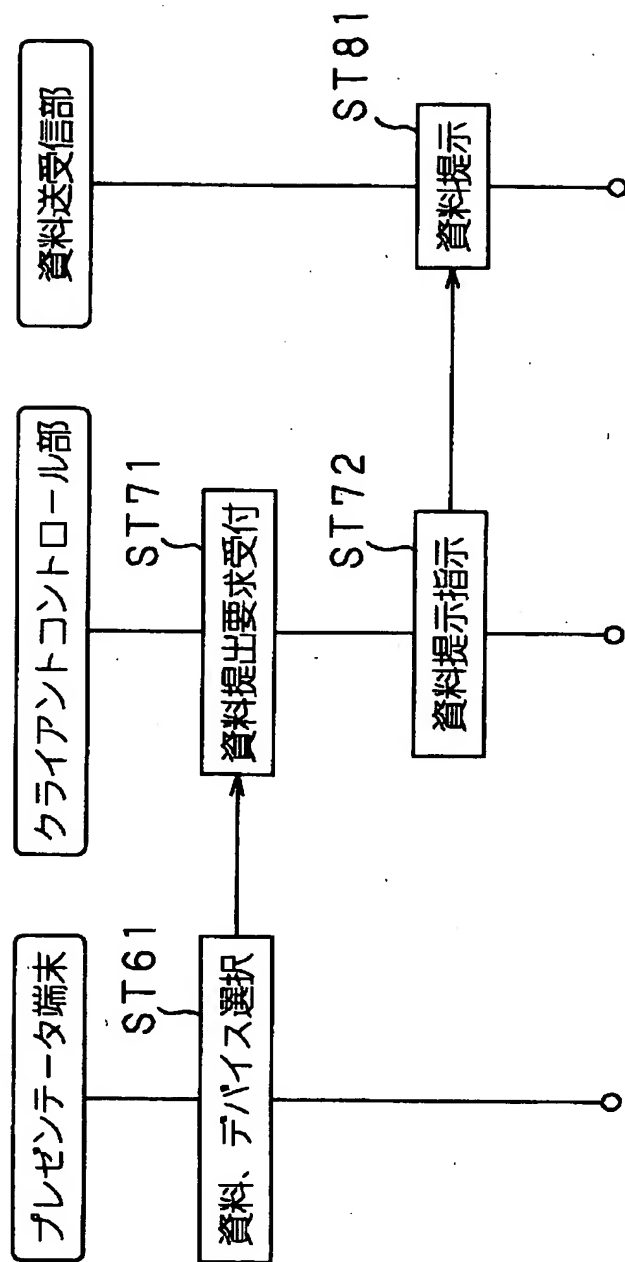 プレゼンテータ端末
クライアントコントロール部
資料送受信部
ST61
資料、デバイス選択
ST71
資料提出要求受付
ST72
資料提示指示
ST81
資料提示